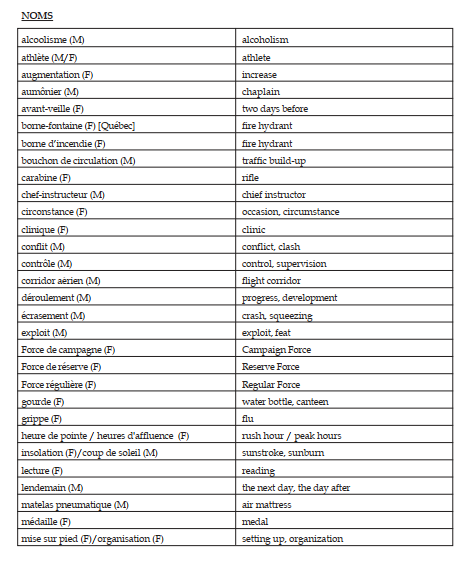 NOMS
alcoolisme (M) alcoholism
athlète (M/F) athlete
augmentation (F) increase
aumônier (M) chaplain
avant-veille (F) two days before
borne-fontaine (F) [Québec] fire hydrant
borne d'incendie (F) fire hydrant
bouchon de circulation (M) traffic build-up
carabine (F) rifle
chef-instructeur (M) chief instructor
circonstance (F) occasion, circumstance
clinique (F) clinic
conflit (M) conflict, clash
contrôle (M) control, supervision
corridor aérien (M) flight corridor
déroulement (M) progress, development
écrasement (M) crash, squeezing
exploit (M) exploit, feat
Force de campagne (F) Campaign Force
Force de réserve (F) Reserve Force
Force régulière (F) Regular Force
gourde (F) water bottle, canteen
grippe (F) flu
heure de pointe / heures d'affluence (F) rush hour / peak hours
insolation (F)/coup de soleil (M) sunstroke, sunburn
lecture (F) reading
lendemain (M) the next day, the day after
matelas pneumatique (M) air mattress
médaille (F) medal
mise sur pied (F)/organisation (F) setting up, organization